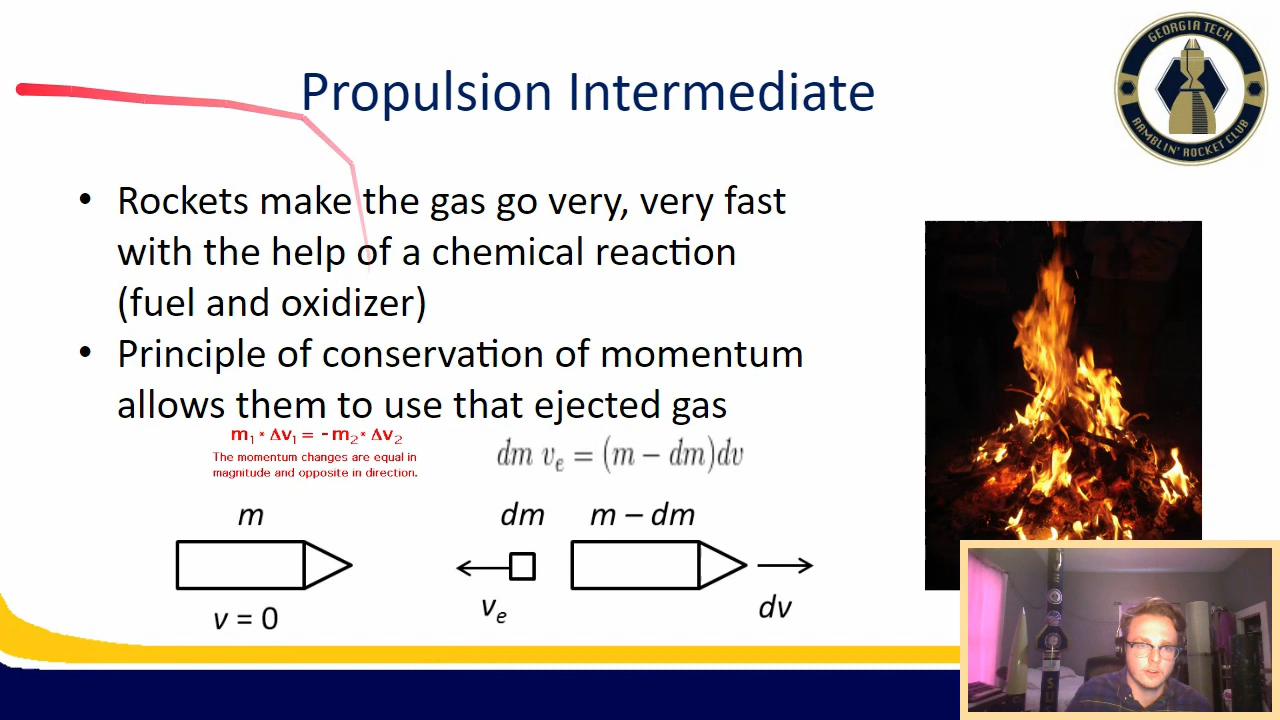 Propulsion Intermediate
GEORGIA TECH
RAMBLIN' ROCKET CLUB
• Rockets make the gas go very, very fast
with the help of a chemical reaction
(fuel and oxidizer)
• Principle of conservation of momentum
allows them to use that ejected gas
m₁ * Δv₁ = - m₂ * Δv₂
The momentum changes are equal in
magnitude and opposite in direction.
dm vₑ = (m − dm)dv
m
dm
m – dm
v = 0
vₑ
dv